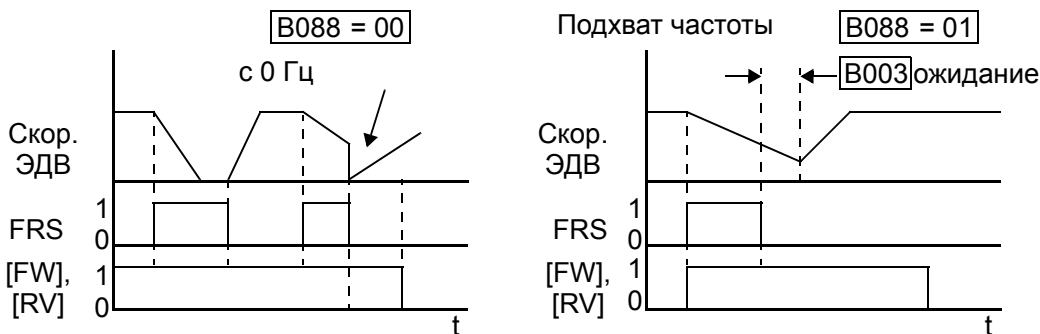 B088 = 00
с 0 Гц
Скор.
ЭДВ
FRS
1
0
[FW],
[RV]
1
0
t
Подхват частоты
B088 = 01
B003 ожидание
Скор.
ЭДВ
FRS
1
0
[FW],
[RV]
1
0
t